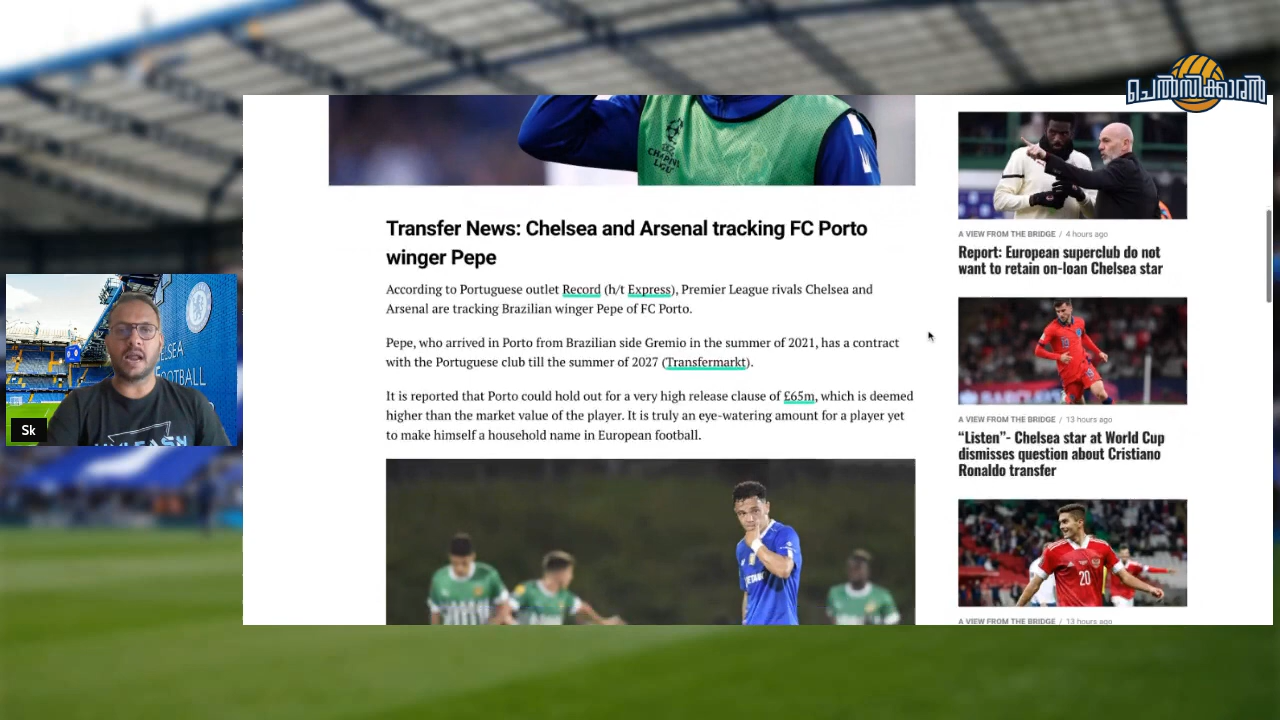 ചെൽസിക്കാരൻ
Transfer News: Chelsea and Arsenal tracking FC Porto
winger Pepe
According to Portuguese outlet Record (h/t Express), Premier League rivals Chelsea and
Arsenal are tracking Brazilian winger Pepe of FC Porto.
Pepe, who arrived in Porto from Brazilian side Gremio in the summer of 2021, has a contract
with the Portuguese club till the summer of 2027 (Transfermarkt).
It is reported that Porto could hold out for a very high release clause of £65m, which is deemed
higher than the market value of the player. It is truly an eye-watering amount for a player yet
to make himself a household name in European football.
A VIEW FROM THE BRIDGE / 4 hours ago
Report: European superclub do not
want to retain on-loan Chelsea star
A VIEW FROM THE BRIDGE / 13 hours ago
“Listen”- Chelsea star at World Cup
dismisses question about Cristiano
Ronaldo transfer
20
A VIEW FROM THE BRIDGE / 13 hours ago
Sk